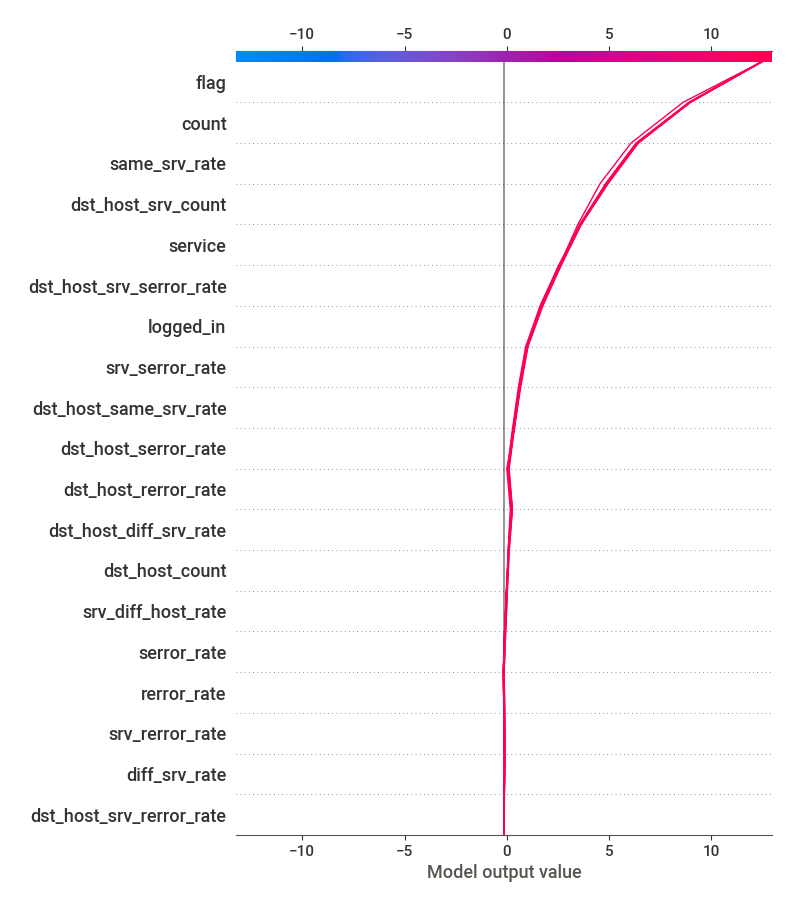 −10 −5 0 5 10
flag
count
same_srv_rate
dst_host_srv_count
service
dst_host_srv_serror_rate
logged_in
srv_serror_rate
dst_host_same_srv_rate
dst_host_serror_rate
dst_host_rerror_rate
dst_host_diff_srv_rate
dst_host_count
srv_diff_host_rate
serror_rate
rerror_rate
srv_rerror_rate
diff_srv_rate
dst_host_srv_rerror_rate
−10 −5 0 5 10
Model output value